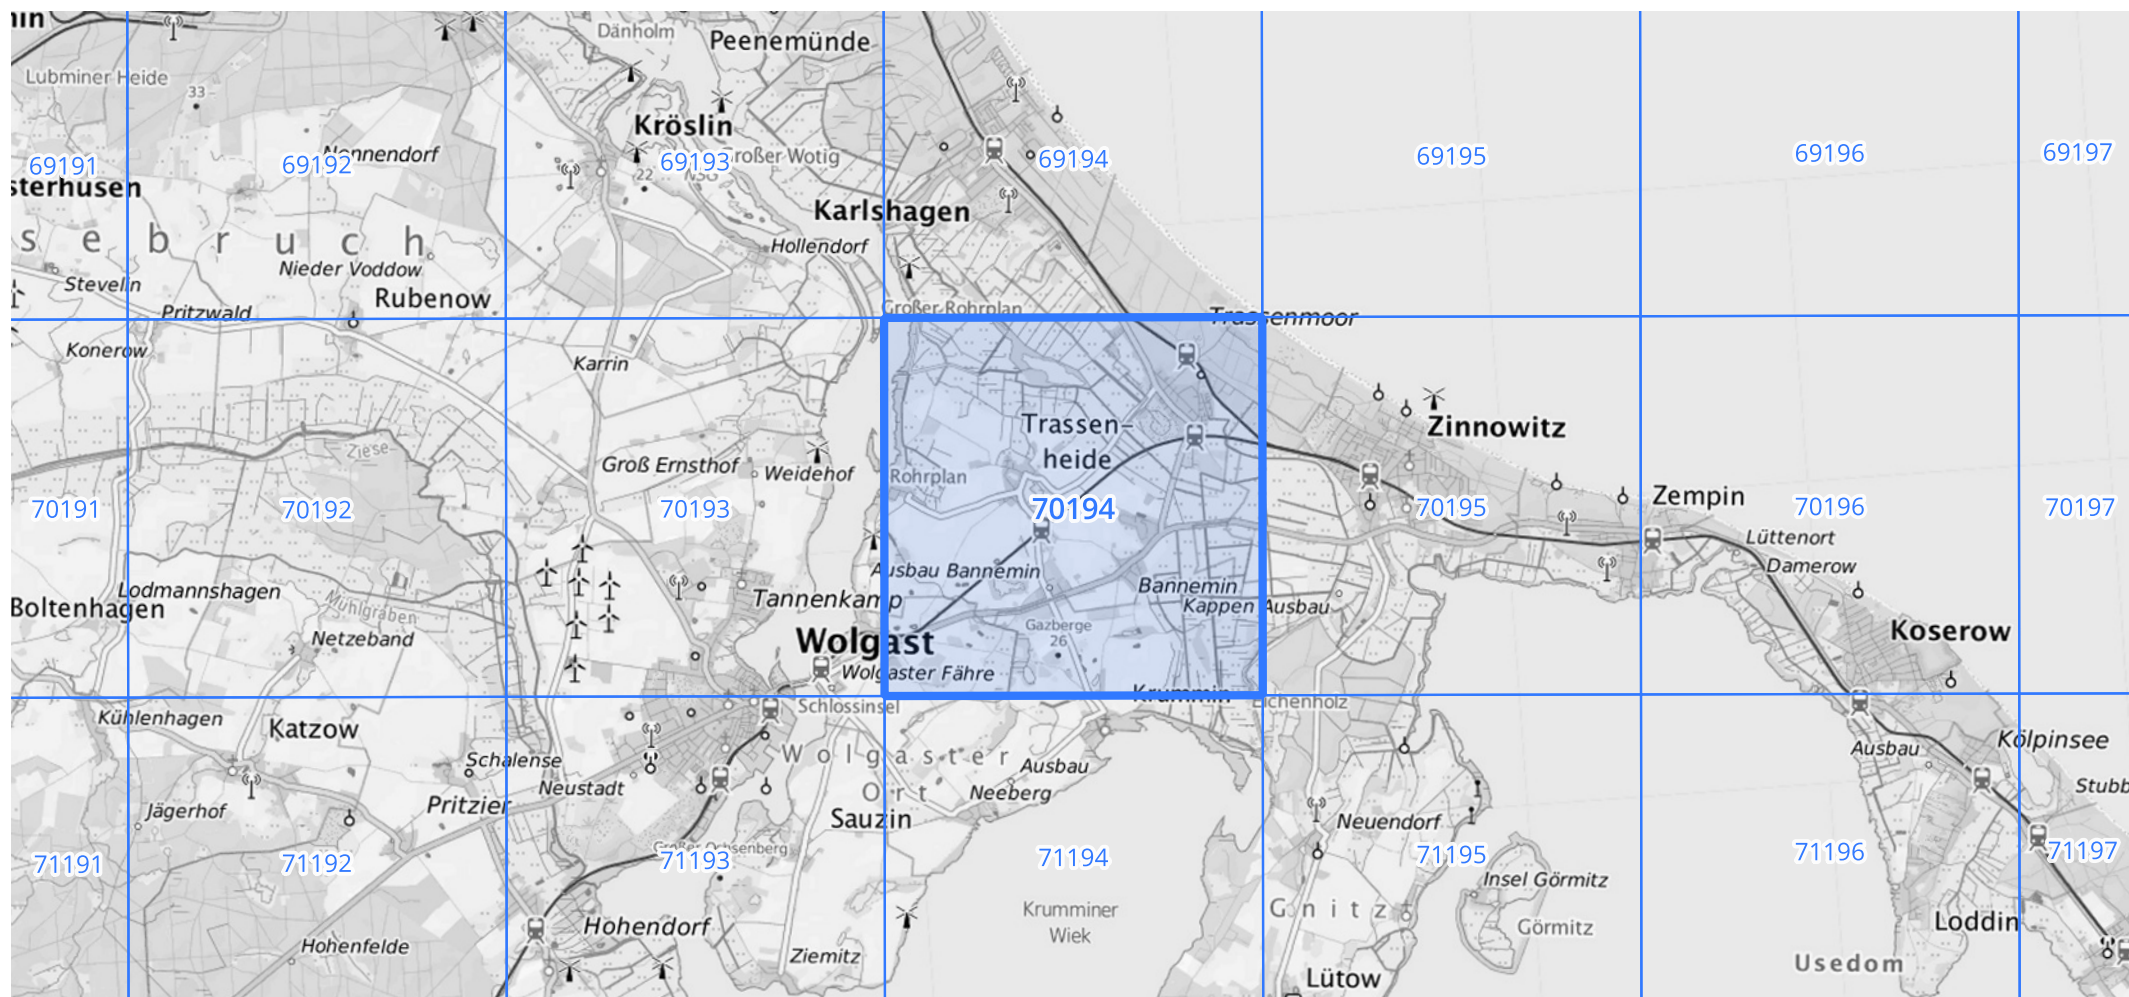 Dänholm
Peenemünde
Lubminer Heide
33
Kröslin
Nonnendorf
Großer Wotig
22
NSG
69191
69192
69193
69194
69195
69196
69197
sterhusen
Karlshagen
s e b r u c h
Hollendorf
Nieder Voddow
Stevelin
Rubenow
Pritzwald
Großer Rohrplan
Trassenmoor
Konerow
Karrin
Trassen-
heide
Zinnowitz
Ziese
Groß Ernsthof
Weidehof
Rohrplan
Zempin
70191
70192
70193
70194
70195
70196
70197
Lüttenort
Damerow
Ausbau Bannemin
Bannemin
Lodmannshagen
Boltenhagen
Mühlgraben
Tannenkamp
Kappen Ausbau
Netzeband
Wolgast
Gazberge
26
Koserow
Wolgaster Fähre
Krummin
Eichenholz
Schlossinsel
Kühlenhagen
Katzow
Schalense
Wolgaster
Ort
Ausbau
Neeberg
Ausbau
Kölpinsee
Stubb
Neustadt
Jägerhof
Pritzier
Sauzin
Neuendorf
Großer Ochsenberg
71191
71192
71193
71194
71195
71196
71197
Insel Görmitz
Görmitz
Krumminer
Wiek
Gnitz
Loddin
Hohendorf
Hohenfelde
Ziemitz
Usedom
Lütow